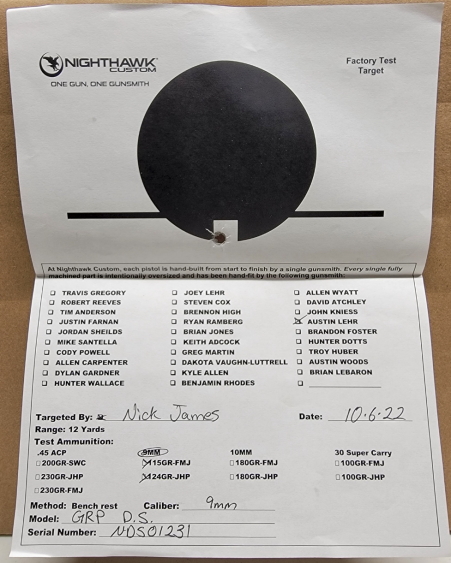 NIGHTHAWK
CUSTOM
ONE GUN, ONE GUNSMITH
Factory Test
Target
At Nighthawk Custom, each pistol is hand-built from start to finish by a single gunsmith. Every single fully
machined part is intentionally oversized and has been hand-fit by the following gunsmith:
TRAVIS GREGORY JOEY LEHR ALLEN WYATT
ROBERT REEVES STEVEN COX DAVID ATCHLEY
TIM ANDERSON BRENNON HIGH JOHN KNIESS
JUSTIN FARNAN RYAN RAMBERG AUSTIN LEHR
JORDAN SHEILDS BRIAN JONES BRANDON FOSTER
MIKE SANTELLA KEITH ADCOCK HUNTER DOTTS
CODY POWELL GREG MARTIN TROY HUBER
ALLEN CARPENTER DAKOTA VAUGHN-LUTTRELL AUSTIN WOODS
DYLAN GARDNER KYLE ALLEN BRIAN LEBARON
HUNTER WALLACE BENJAMIN RHODES
Targeted By: Nick James Date: 10-6-22
Range: 12 Yards
Test Ammunition:
.45 ACP 9MM 10MM 30 Super Carry
200GR-SWC 115GR-FMJ 180GR-FMJ 100GR-FMJ
230GR-JHP 124GR-JHP 180GR-JHP 100GR-JHP
230GR-FMJ
Method: Bench rest Caliber: 9mm
Model: GRP D.S.
Serial Number: NDS01231